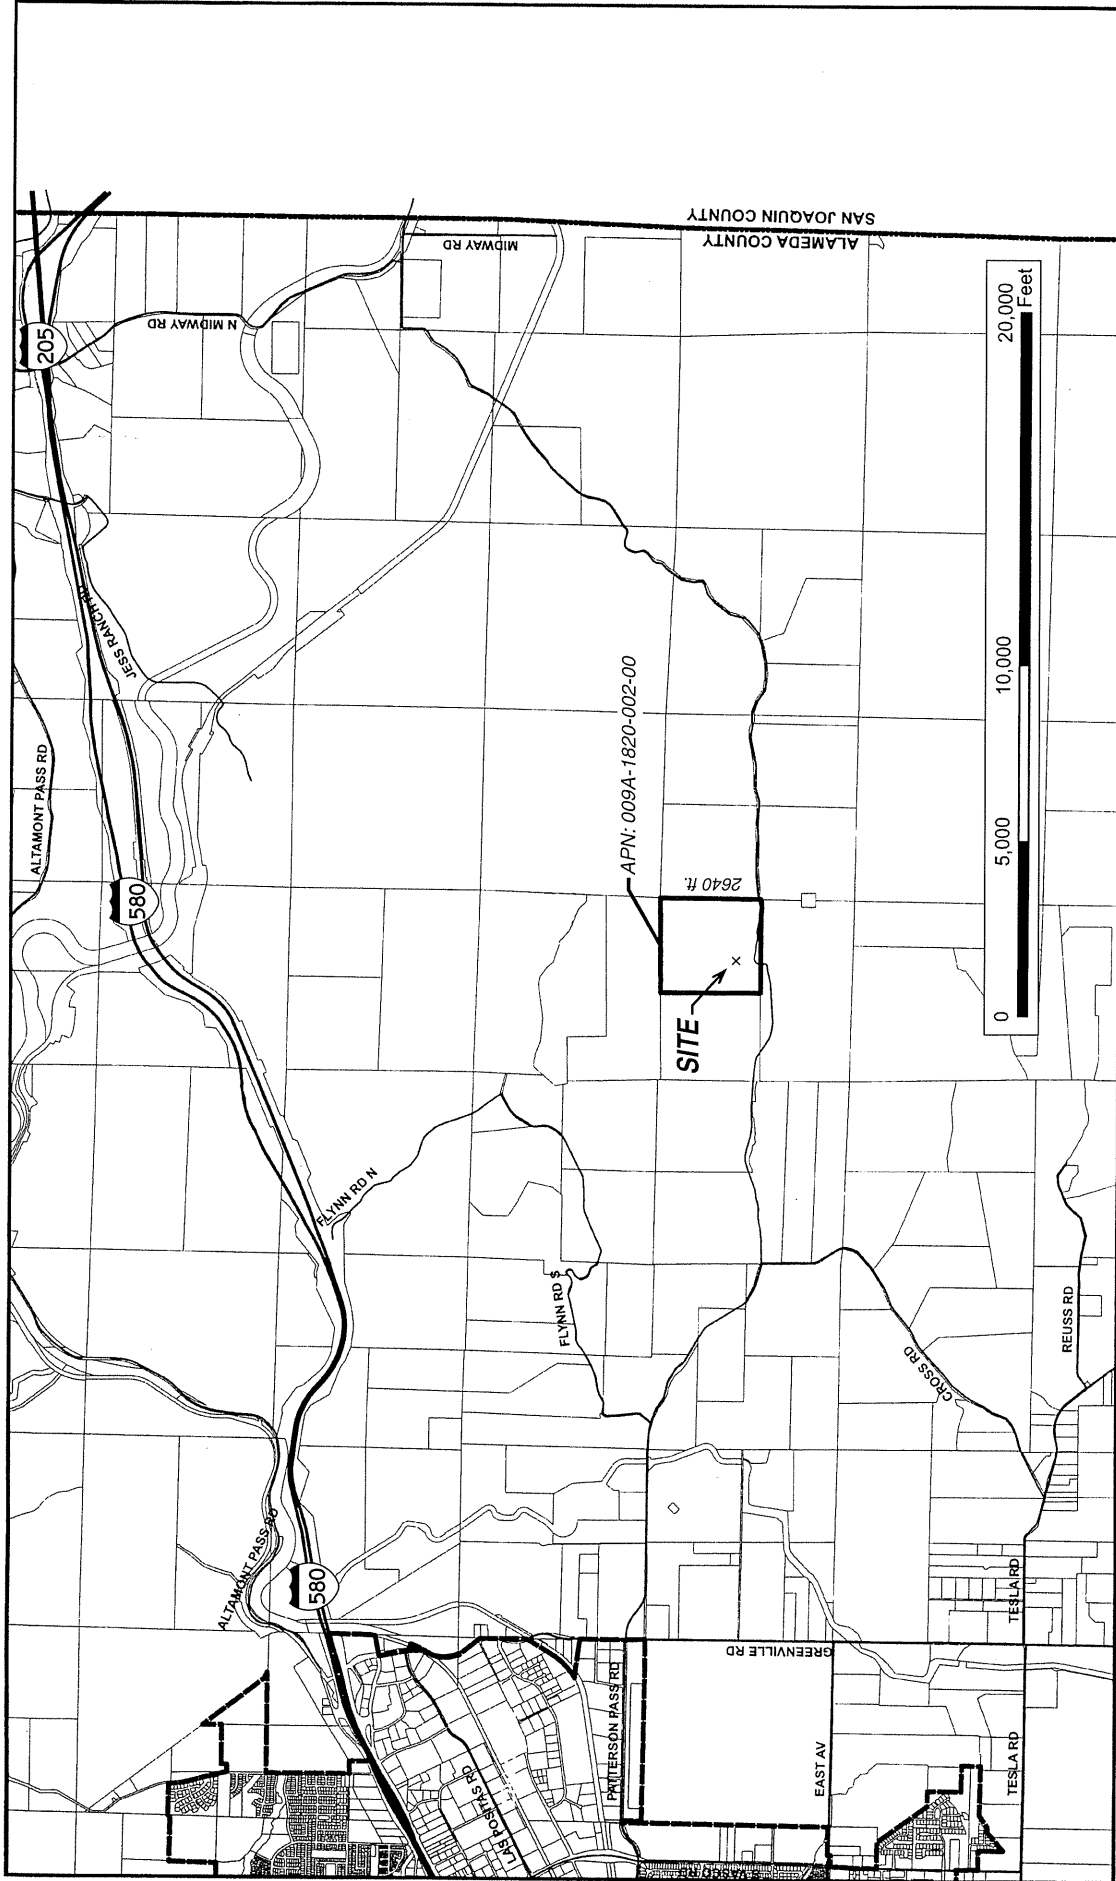 205
N MIDWAY RD
MIDWAY RD
SAN JOAQUIN COUNTY
ALAMEDA COUNTY
JESS RANCH RD
ALTAMONT PASS RD
580
APN: 009A-1820-002-00
2640 ft.
SITE
x
0
5,000
10,000
20,000
Feet
FLYNN RD N
FLYNN RD S
CROSS RD
REUSS RD
ALTAMONT PASS RD
580
TESLA RD
GREENVILLE RD
PATTERSON PASS RD
LAS POSITAS RD
EAST AV
TESLA RD
S VASCO RD